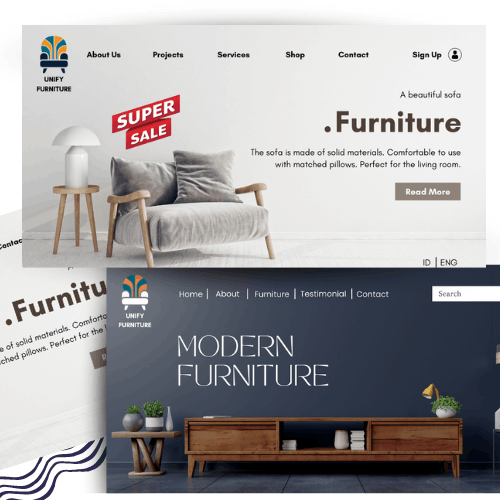 UNIFY
FURNITURE
About Us
Projects
Services
Shop
Contact
Sign Up
SUPER
SALE
A beautiful sofa
.Furniture
The sofa is made of solid materials. Comfortable to use
with matched pillows. Perfect for the living room.
Read More
ID | ENG
UNIFY
FURNITURE
Home | About | Furniture | Testimonial | Contact
Search
MODERN
FURNITURE
.Furnitu
of solid materials. Comforta
ched pillows. Perfect for the l